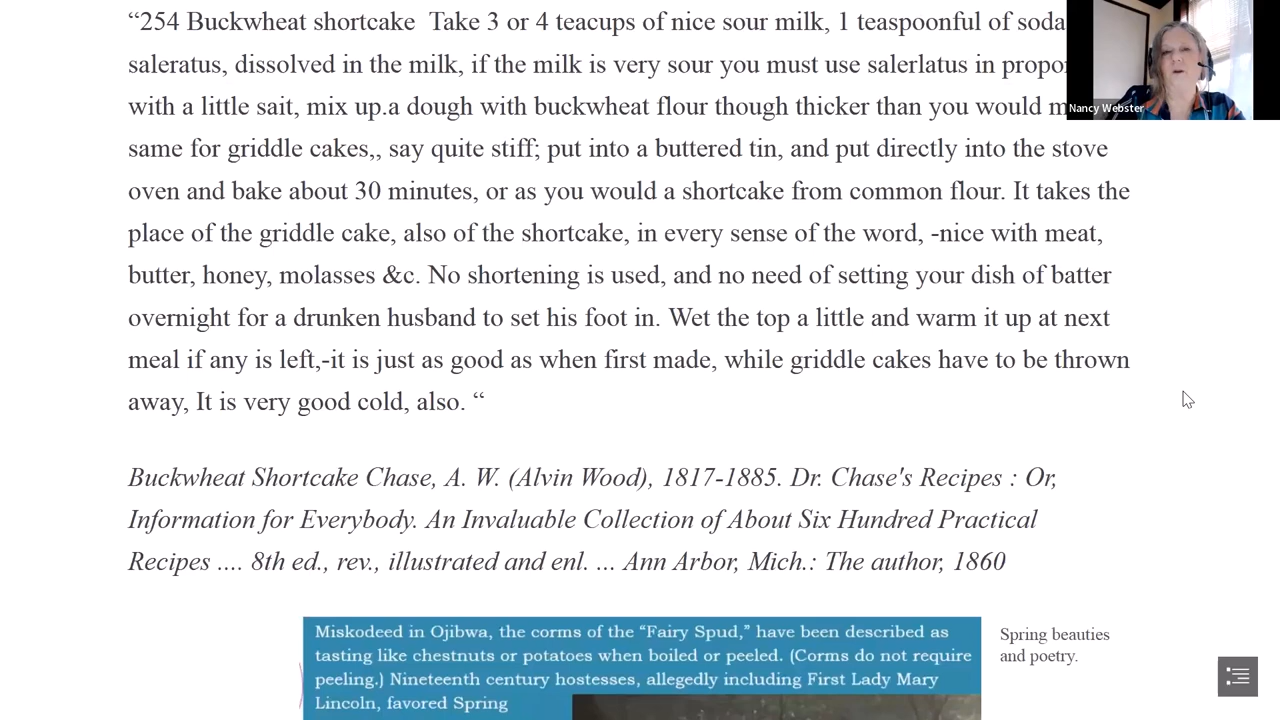 “254 Buckwheat shortcake  Take 3 or 4 teacups of nice sour milk, 1 teaspoonful of soda
saleratus, dissolved in the milk, if the milk is very sour you must use salerlatus in
with a little sait, mix up.a dough with buckwheat flour though thicker than you would
same for griddle cakes,, say quite stiff; put into a buttered tin, and put directly into the stove
oven and bake about 30 minutes, or as you would a shortcake from common flour. It takes the
place of the griddle cake, also of the shortcake, in every sense of the word, -nice with meat,
butter, honey, molasses &c. No shortening is used, and no need of setting your dish of batter
overnight for a drunken husband to set his foot in. Wet the top a little and warm it up at next
meal if any is left,-it is just as good as when first made, while griddle cakes have to be thrown
away, It is very good cold, also. “
Buckwheat Shortcake Chase, A. W. (Alvin Wood), 1817-1885. Dr. Chase's Recipes : Or,
Information for Everybody. An Invaluable Collection of About Six Hundred Practical
Recipes .... 8th ed., rev., illustrated and enl. ... Ann Arbor, Mich.: The author, 1860
Miskodeed in Ojibwa, the corms of the “Fairy Spud,” have been described as
tasting like chestnuts or potatoes when boiled or peeled. (Corms do not require
peeling.) Nineteenth century hostesses, allegedly including First Lady Mary
Lincoln, favored Spring
Spring beauties
and poetry.
Nancy Webster